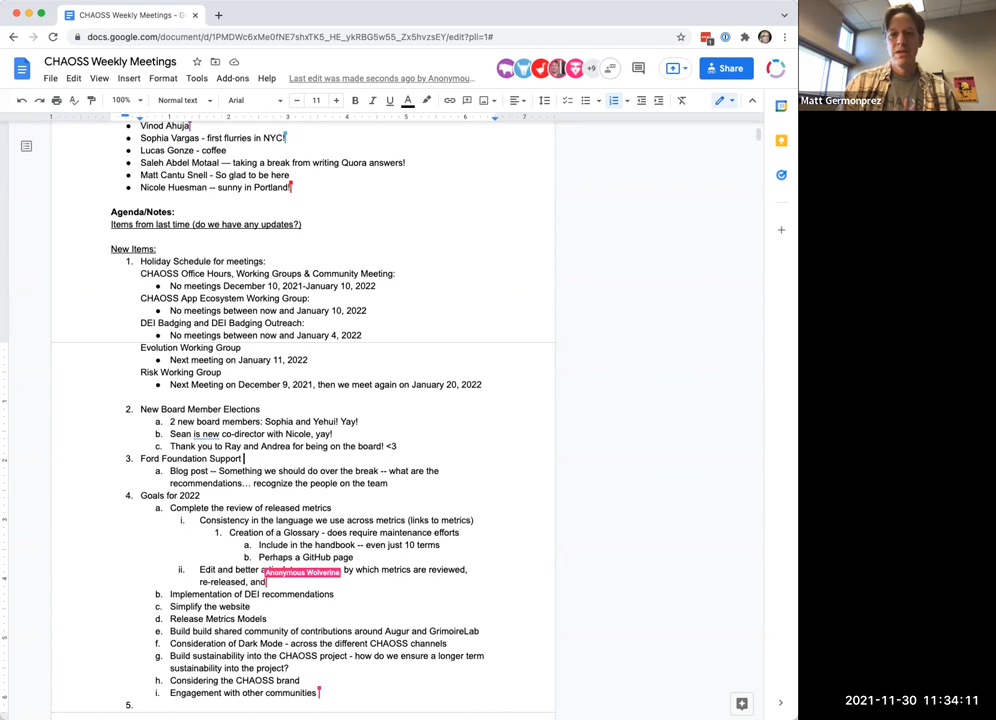 CHAOSS Weekly Meetings - G
docs.google.com/document/d/1PMDWc6xMe0fNE7shxTK5_HE_ykRBG5w55_Zx5hvzsEY/edit?pli=1#
CHAOSS Weekly Meetings
File Edit View Insert Format Tools Add-ons Help Last edit was made seconds ago by Anonymou...
+9
Share
100% Normal text Arial 11
B I U A
1 1 2 3 4 5 6 7
Vinod Ahuja
Sophia Vargas - first flurries in NYC!
Lucas Gonze - coffee
Saleh Abdel Motaal — taking a break from writing Quora answers!
Matt Cantu Snell - So glad to be here
Nicole Huesman -- sunny in Portland!
Agenda/Notes:
Items from last time (do we have any updates?)
New Items:
1. Holiday Schedule for meetings:
CHAOSS Office Hours, Working Groups & Community Meeting:
No meetings December 10, 2021-January 10, 2022
CHAOSS App Ecosystem Working Group:
No meetings between now and January 10, 2022
DEI Badging and DEI Badging Outreach:
No meetings between now and January 4, 2022
Evolution Working Group
Next meeting on January 11, 2022
Risk Working Group
Next Meeting on December 9, 2021, then we meet again on January 20, 2022
2. New Board Member Elections
a. 2 new board members: Sophia and Yehui! Yay!
b. Sean is new co-director with Nicole, yay!
c. Thank you to Ray and Andrea for being on the board! <3
3. Ford Foundation Support
a. Blog post -- Something we should do over the break -- what are the
recommendations… recognize the people on the team
4. Goals for 2022
a. Complete the review of released metrics
i. Consistency in the language we use across metrics (links to metrics)
1. Creation of a Glossary - does require maintenance efforts
a. Include in the handbook -- even just 10 terms
b. Perhaps a GitHub page
ii. Edit and better by which metrics are reviewed,
Anonymous Wolverine
re-released, and
b. Implementation of DEI recommendations
c. Simplify the website
d. Release Metrics Models
e. Build build shared community of contributions around Augur and GrimoireLab
f. Consideration of Dark Mode - across the different CHAOSS channels
g. Build sustainability into the CHAOSS project - how do we ensure a longer term
sustainability into the project?
h. Considering the CHAOSS brand
i. Engagement with other communities
5.
Matt Germonprez
2021-11-30 11:34:11